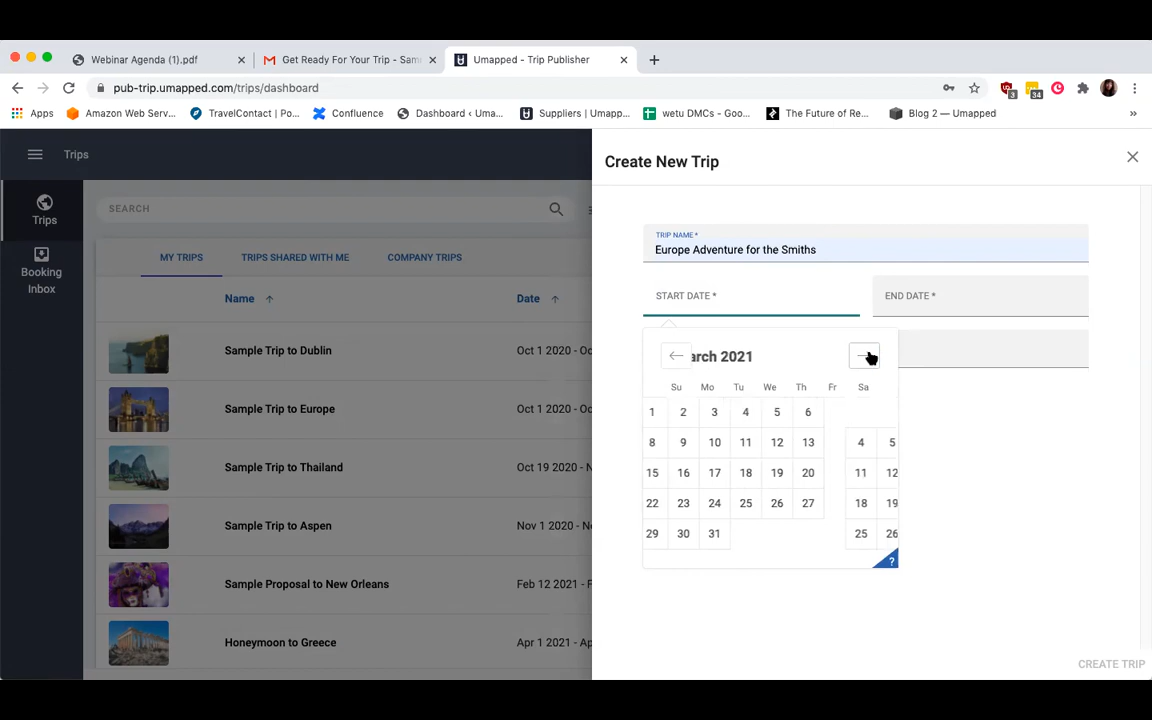 Webinar Agenda (1).pdf
Get Ready For Your Trip - Sam
Umapped - Trip Publisher
pub-trip.umapped.com/trips/dashboard
3
34
Apps
Amazon Web Serv...
TravelContact | Po...
Confluence
Dashboard ‹ Uma...
Suppliers | Umapp...
wetu DMCs - Goo...
The Future of Re...
Blog 2 — Umapped
»
Trips
Create New Trip
Trips
Booking
Inbox
SEARCH
MY TRIPS
TRIPS SHARED WITH ME
COMPANY TRIPS
Name
Date
Sample Trip to Dublin
Oct 1 2020 - Oc
Sample Trip to Europe
Oct 1 2020 - Oc
Sample Trip to Thailand
Oct 19 2020 - N
Sample Trip to Aspen
Nov 1 2020 - Ne
Sample Proposal to New Orleans
Feb 12 2021 - F
Honeymoon to Greece
Apr 1 2021 - Ap
TRIP NAME *
Europe Adventure for the Smiths
START DATE *
END DATE *
arch 2021
Su Mo Tu We Th Fr Sa
1 2 3 4 5 6
8 9 10 11 12 13 4 5
15 16 17 18 19 20 11 12
22 23 24 25 26 27 18 19
29 30 31 25 26
?
CREATE TRIP